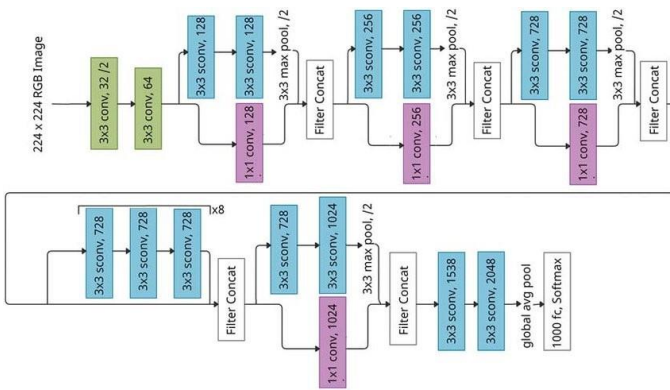 224 x 224 RGB Image
3x3 conv, 32 /2
3x3 conv, 64
3x3 sconv, 128
3x3 sconv, 128
3x3 max pool, /2
1x1 conv, 128
Filter Concat
3x3 sconv, 256
3x3 sconv, 256
3x3 max pool, /2
1x1 conv, 256
Filter Concat
3x3 sconv, 728
3x3 sconv, 728
3x3 max pool, /2
1x1 conv, 728
Filter Concat
3x3 sconv, 728
3x3 sconv, 728
3x3 sconv, 728
x8
Filter Concat
3x3 sconv, 728
3x3 sconv, 1024
3x3 max pool, /2
1x1 conv, 1024
Filter Concat
3x3 sconv, 1538
3x3 sconv, 2048
global avg pool
1000 fc, Softmax